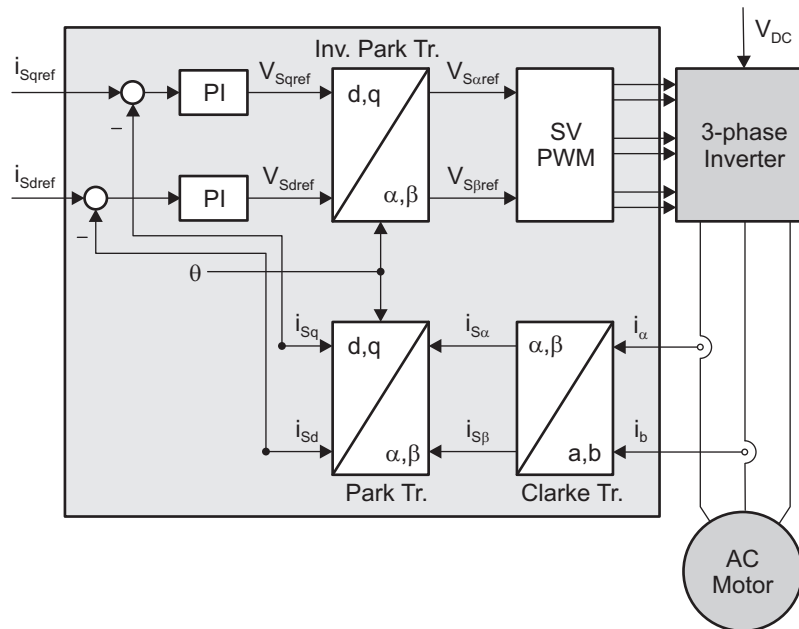 V_DC
Inv. Park Tr.
i_Sqref
PI
V_Sqref
d,q
V_Sαref
SV
PWM
3-phase
Inverter
−
i_Sdref
PI
V_Sdref
α,β
V_Sβref
−
θ
i_Sq
d,q
i_Sα
α,β
i_α
i_Sd
α,β
i_Sβ
a,b
i_b
Park Tr.
Clarke Tr.
AC
Motor